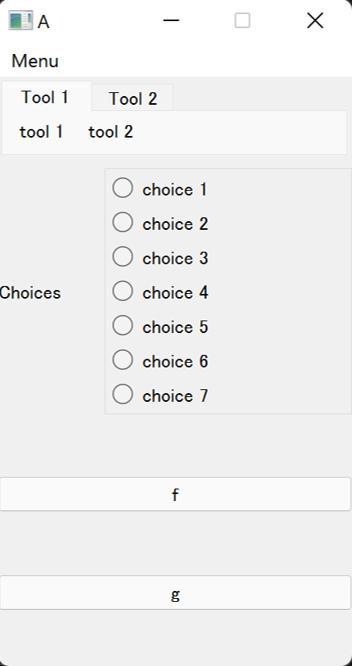 A
Menu
Tool 1 Tool 2
tool 1 tool 2
choice 1
choice 2
choice 3
Choices
choice 4
choice 5
choice 6
choice 7
f
g